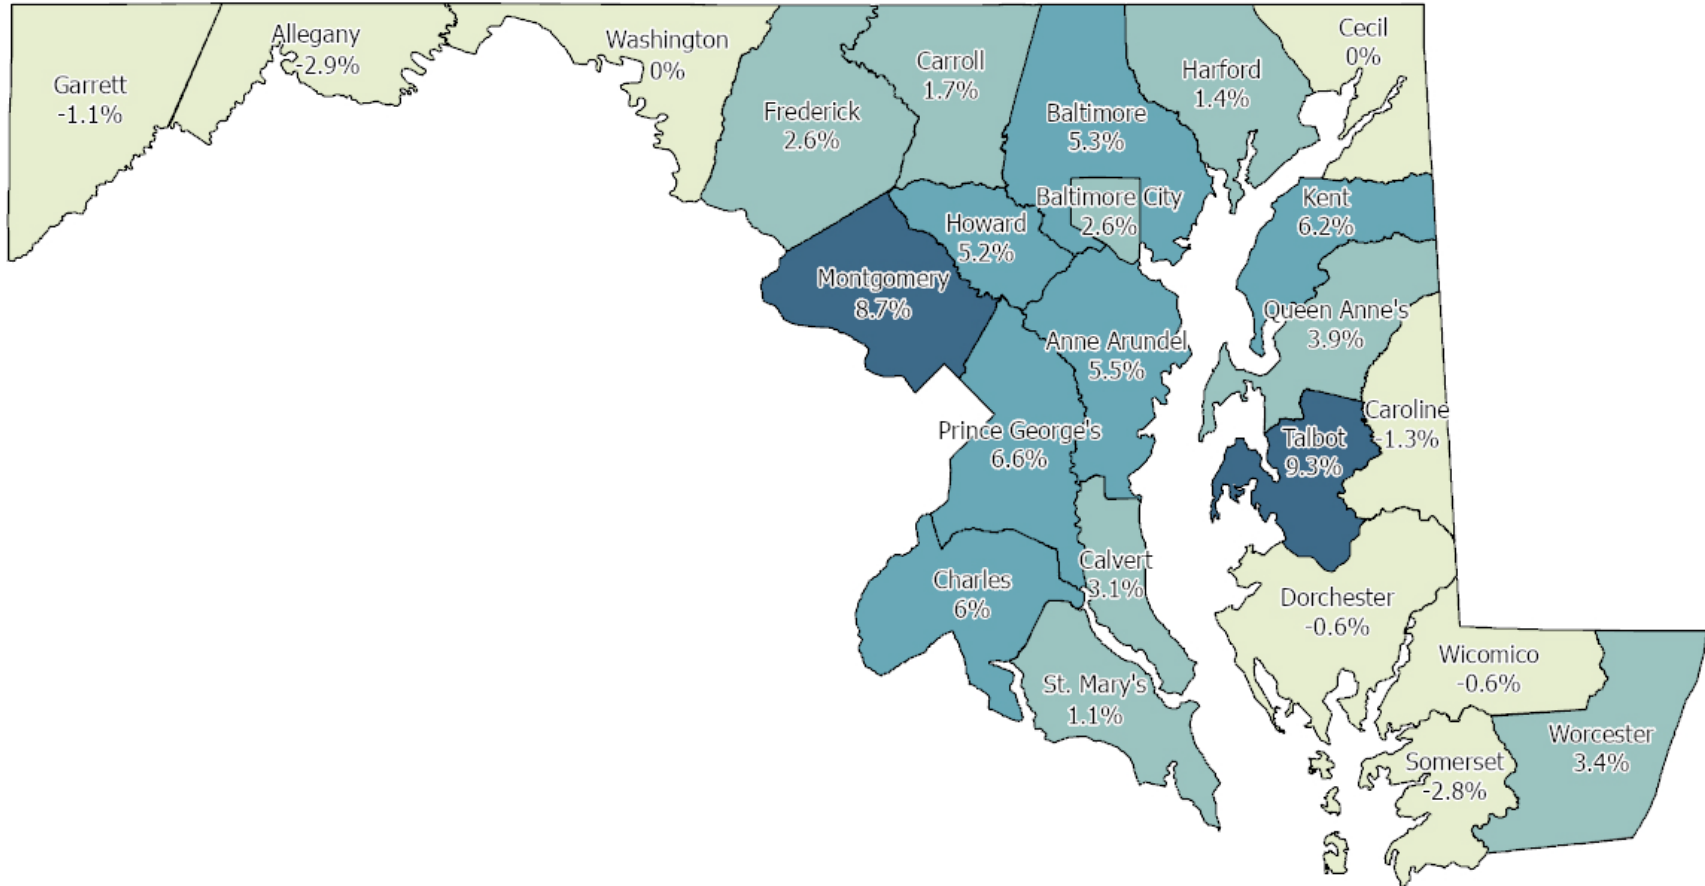 Garrett
-1.1%
Allegany
-2.9%
Washington
0%
Frederick
2.6%
Carroll
1.7%
Baltimore
5.3%
Harford
1.4%
Cecil
0%
Baltimore City
2.6%
Howard
5.2%
Kent
6.2%
Montgomery
8.7%
Queen Anne's
3.9%
Anne Arundel
5.5%
Prince George's
6.6%
Talbot
9.3%
Caroline
-1.3%
Charles
6%
Calvert
3.1%
Dorchester
-0.6%
St. Mary's
1.1%
Wicomico
-0.6%
Somerset
-2.8%
Worcester
3.4%